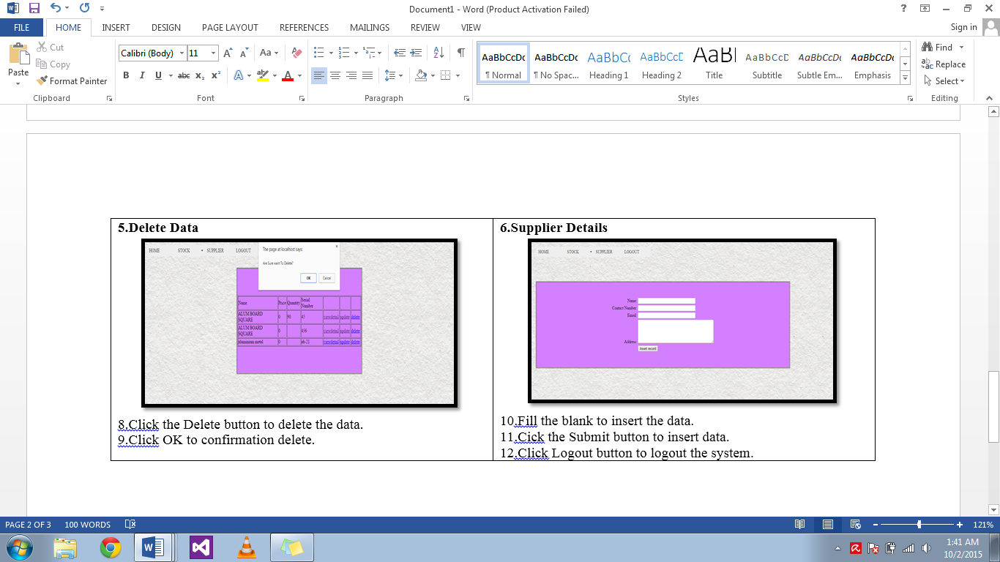 Document1 - Word (Product Activation Failed)
FILE HOME INSERT DESIGN PAGE LAYOUT REFERENCES MAILINGS REVIEW VIEW Sign in
Paste
Cut
Copy
Format Painter
Clipboard
Calibri (Body) 11
Font
Paragraph
AaBbCcDc AaBbCcDc AaBbCc AaBbCcD AaBl AaBbCcD AaBbCcDc AaBbCcDc
¶ Normal ¶ No Spac... Heading 1 Heading 2 Title Subtitle Subtle Em... Emphasis
Styles
Find
Replace
Select
Editing
5.Delete Data
HOME STOCK SUPPLIER LOGOUT
The page at localhost says:
Are Sure want To Delete?
OK Cancel
Name Price Quantity Serial Number
ALUM BOARD SQUARE 0 90 45 viewdetail update delete
ALUM BOARD SQUARE 0 456 viewdetail update delete
aluminium metel 0 ab-21 viewdetail update delete
8.Click the Delete button to delete the data.
9.Click OK to confirmation delete.
6.Supplier Details
HOME STOCK SUPPLIER LOGOUT
Name
Contact Number
Email
Address
Insert record
10.Fill the blank to insert the data.
11.Cick the Submit button to insert data.
12.Click Logout button to logout the system.
PAGE 2 OF 3 100 WORDS 121%
1:41 AM
10/2/2015